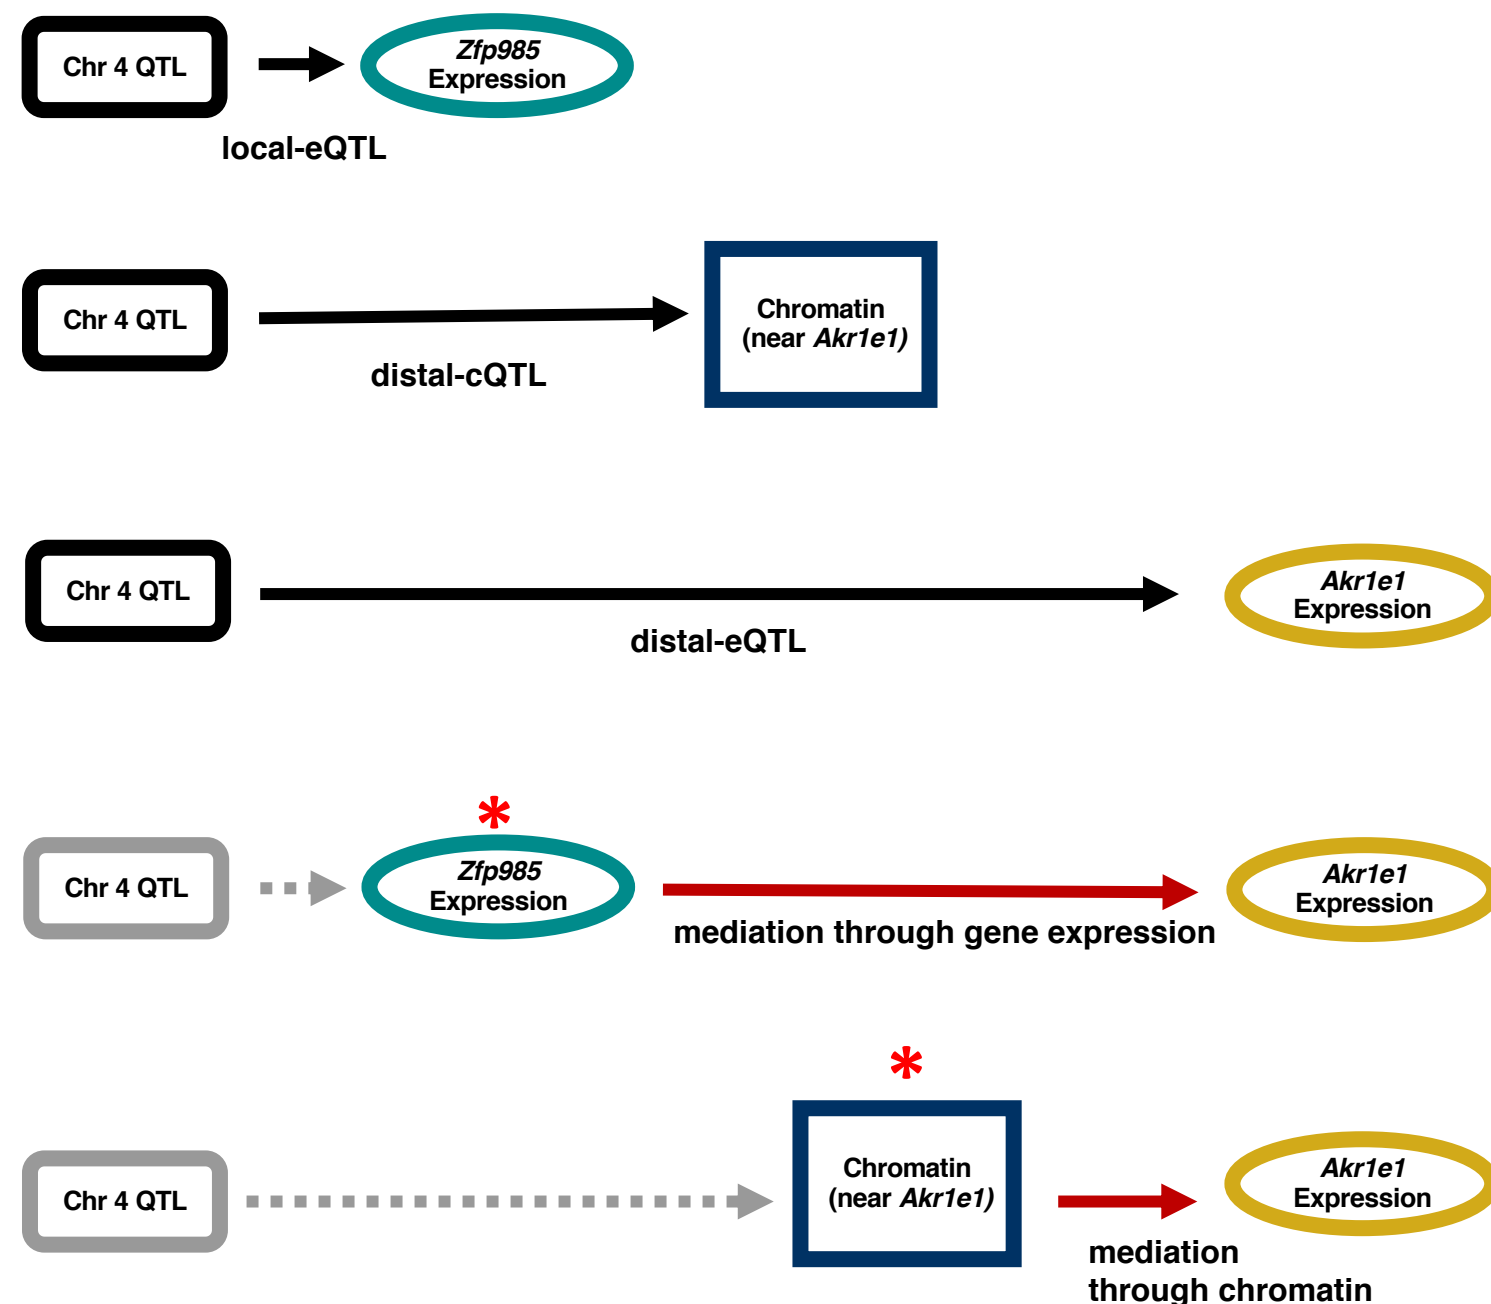 Chr 4 QTL
Zfp985
Expression
local-eQTL
Chr 4 QTL
Chromatin
(near Akr1e1)
distal-cQTL
Chr 4 QTL
Akr1e1
Expression
distal-eQTL
*
Chr 4 QTL
Zfp985
Expression
Akr1e1
Expression
mediation through gene expression
*
Chr 4 QTL
Chromatin
(near Akr1e1)
Akr1e1
Expression
mediation
through chromatin